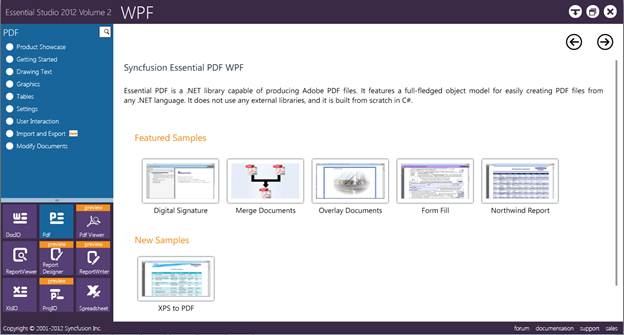 Essential Studio 2012 Volume 2
WPF
PDF
Product Showcase
Getting Started
Drawing Text
Graphics
Tables
Settings
User Interaction
Import and Export
Modify Documents
preview
DocIO
Pdf
Pdf Viewer
preview
preview
ReportViewer
Report
Designer
ReportWriter
preview
XlsIO
ProjIO
Spreadsheet
Syncfusion Essential PDF WPF
Essential PDF is a .NET library capable of producing Adobe PDF files. It features a full-fledged object model for easily creating PDF files from
any .NET language. It does not use any external libraries, and it is built from scratch in C#.
Featured Samples
Digital Signature
Merge Documents
Overlay Documents
Form Fill
Northwind Report
New Samples
XPS to PDF
Copyright © 2001-2012 Syncfusion Inc.
forum documentation support sales